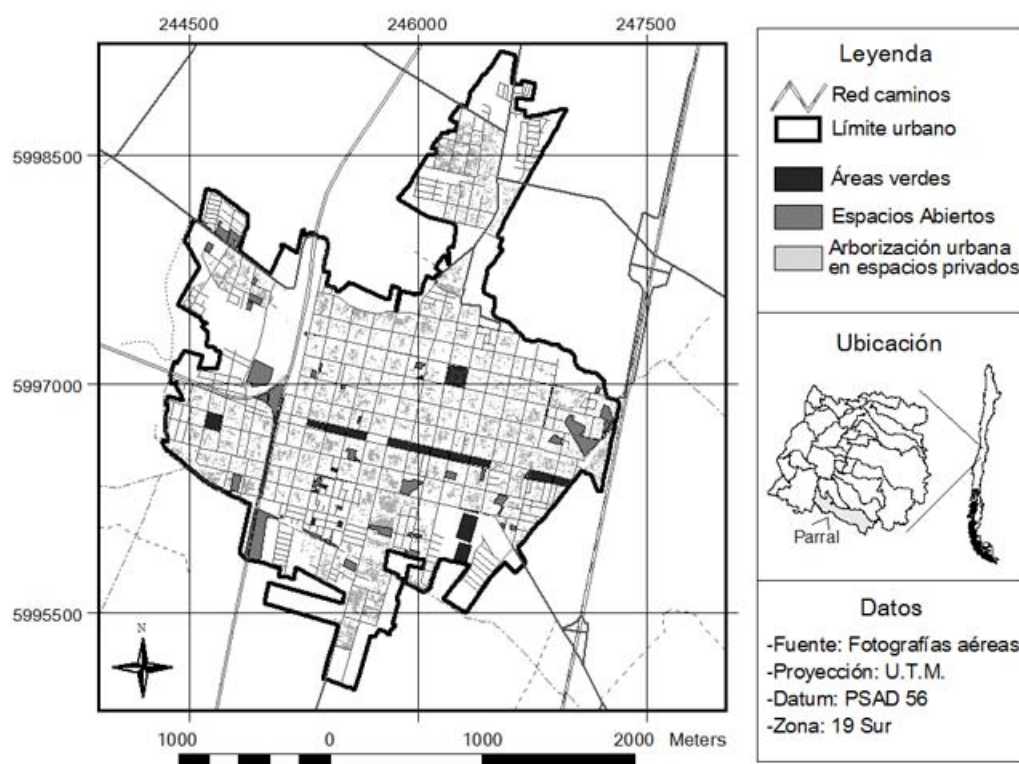 244500 246000 247500
5998500
5997000
5995500
N
1000 0 1000 2000 Meters
Leyenda
Red caminos
Límite urbano
Áreas verdes
Espacios Abiertos
Arborización urbana
en espacios privados
Ubicación
Parral
Datos
-Fuente: Fotografías aéreas
-Proyección: U.T.M.
-Datum: PSAD 56
-Zona: 19 Sur